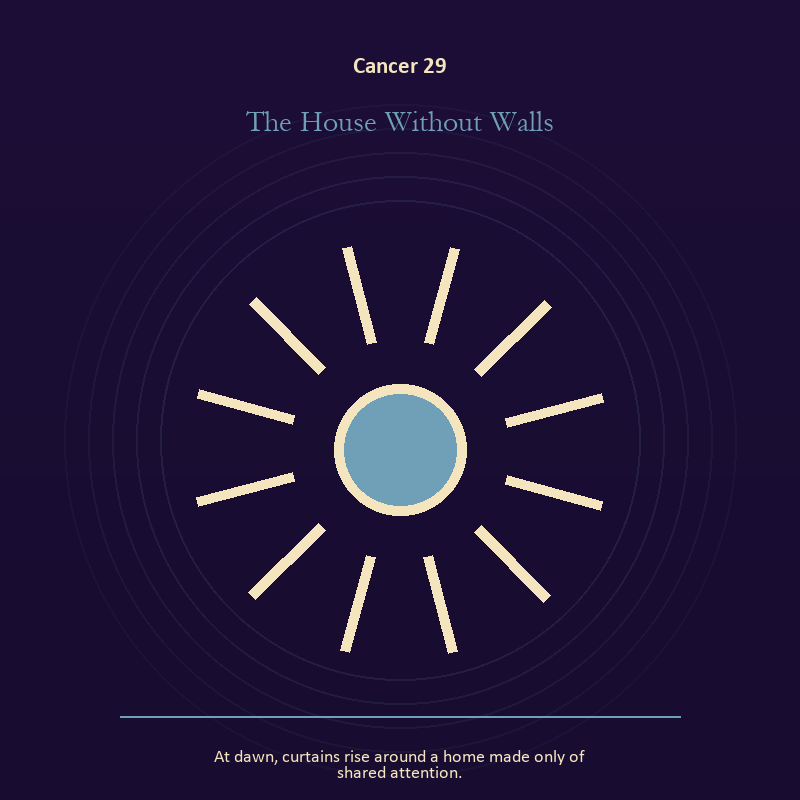 Cancer 29
The House Without Walls
At dawn, curtains rise around a home made only of
shared attention.